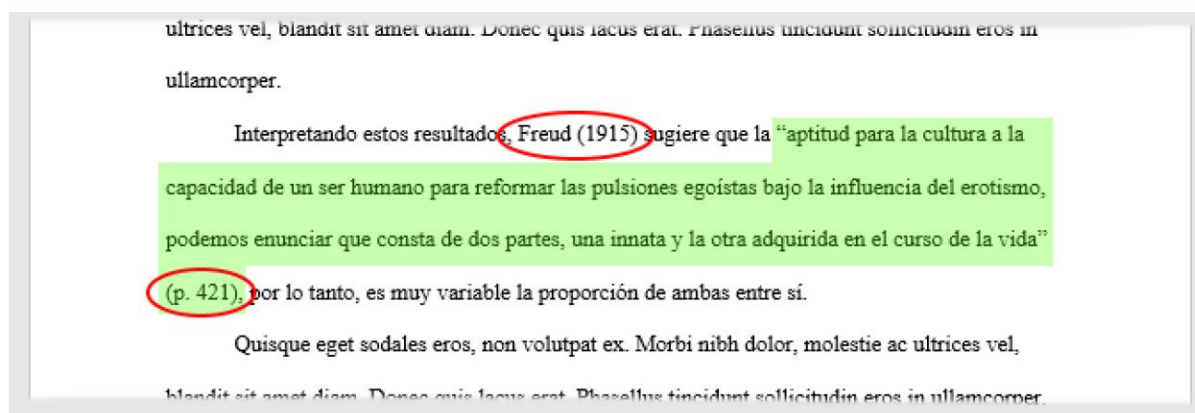 ultrices vel, blandit sit amet diam. Donec quis lacus erat. Phasellus tincidunt sollicitudin eros in
ullamcorper.
Interpretando estos resultados, Freud (1915) sugiere que la “aptitud para la cultura a la
capacidad de un ser humano para reformar las pulsiones egoístas bajo la influencia del erotismo,
podemos enunciar que consta de dos partes, una innata y la otra adquirida en el curso de la vida”
(p. 421), por lo tanto, es muy variable la proporción de ambas entre sí.
Quisque eget sodales eros, non volutpat ex. Morbi nibh dolor, molestie ac ultrices vel,
blandit sit amet diam. Donec quis lacus erat. Phasellus tincidunt sollicitudin eros in ullamcorper.